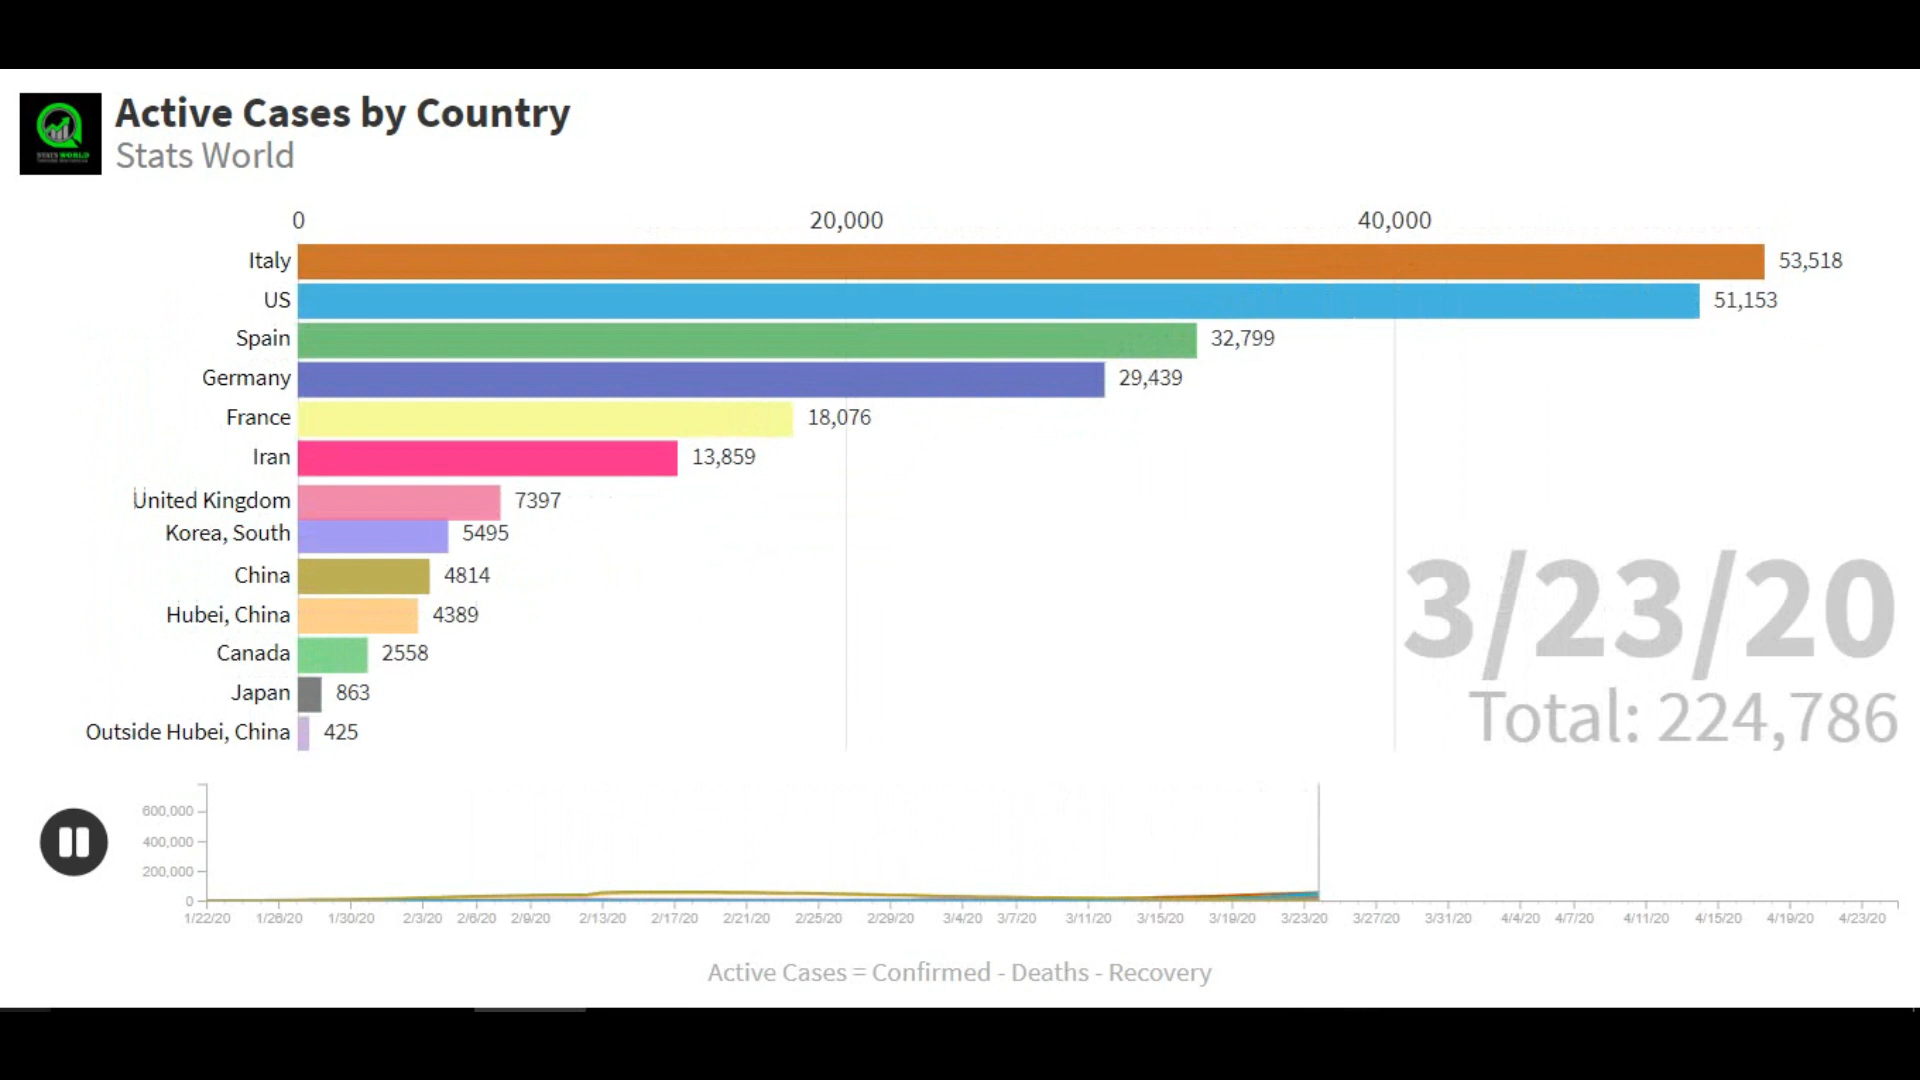 Active Cases by Country
Stats World
STATS WORLD
0 20,000 40,000
Italy 53,518
US 51,153
Spain 32,799
Germany 29,439
France 18,076
Iran 13,859
United Kingdom 7397
Korea, South 5495
China 4814
Hubei, China 4389
Canada 2558
Japan 863
Outside Hubei, China 425
3/23/20
Total: 224,786
600,000
400,000
200,000
0
1/22/20 1/26/20 1/30/20 2/3/20 2/6/20 2/9/20 2/13/20 2/17/20 2/21/20 2/25/20 2/29/20 3/4/20 3/7/20 3/11/20 3/15/20 3/19/20 3/23/20 3/27/20 3/31/20 4/4/20 4/7/20 4/11/20 4/15/20 4/19/20 4/23/20
Active Cases = Confirmed - Deaths - Recovery